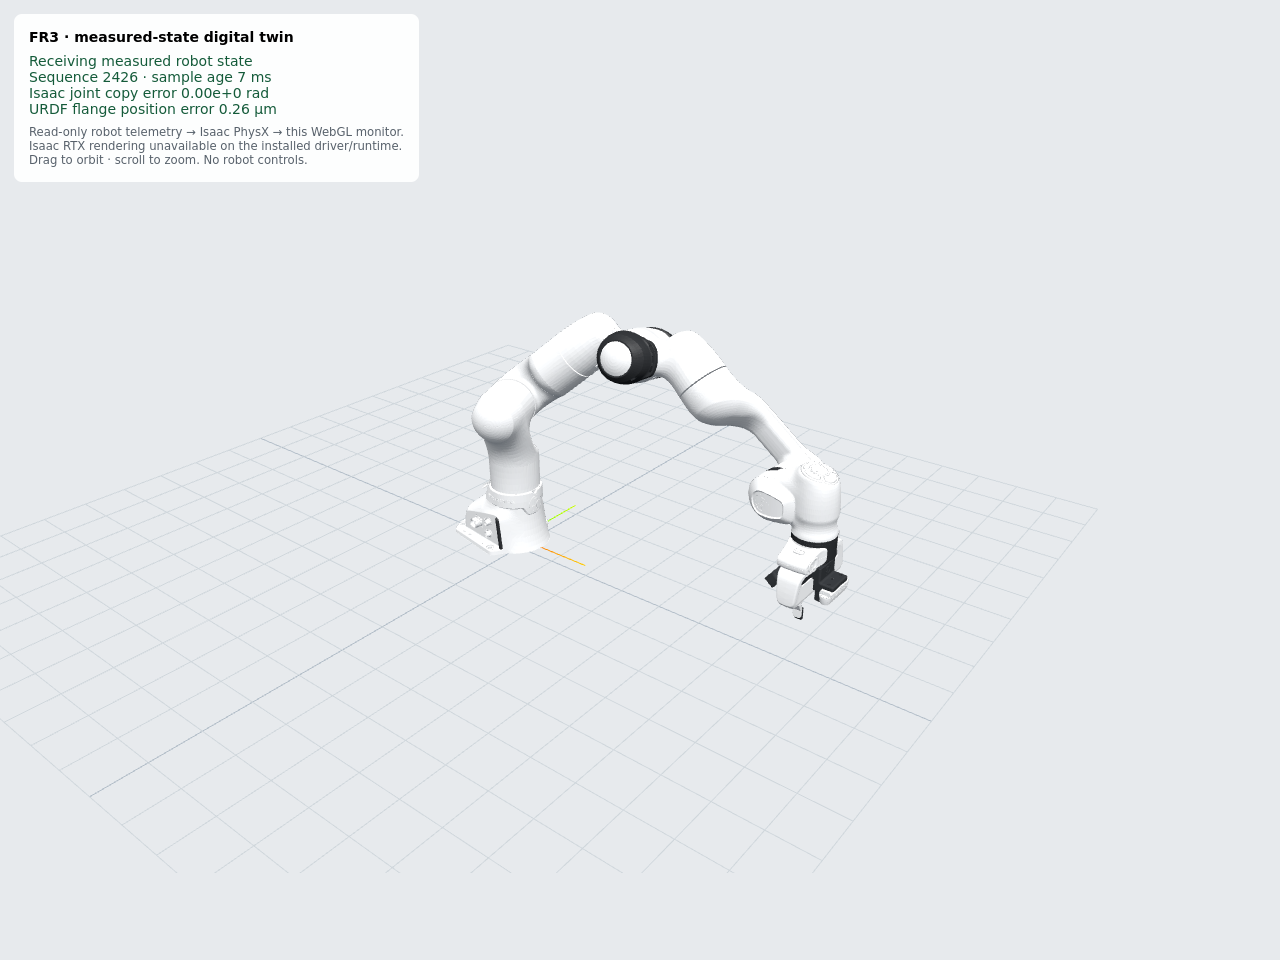 FR3 · measured-state digital twin
Receiving measured robot state
Sequence 2426 · sample age 7 ms
Isaac joint copy error 0.00e+0 rad
URDF flange position error 0.26 µm
Read-only robot telemetry → Isaac PhysX → this WebGL monitor.
Isaac RTX rendering unavailable on the installed driver/runtime.
Drag to orbit · scroll to zoom. No robot controls.